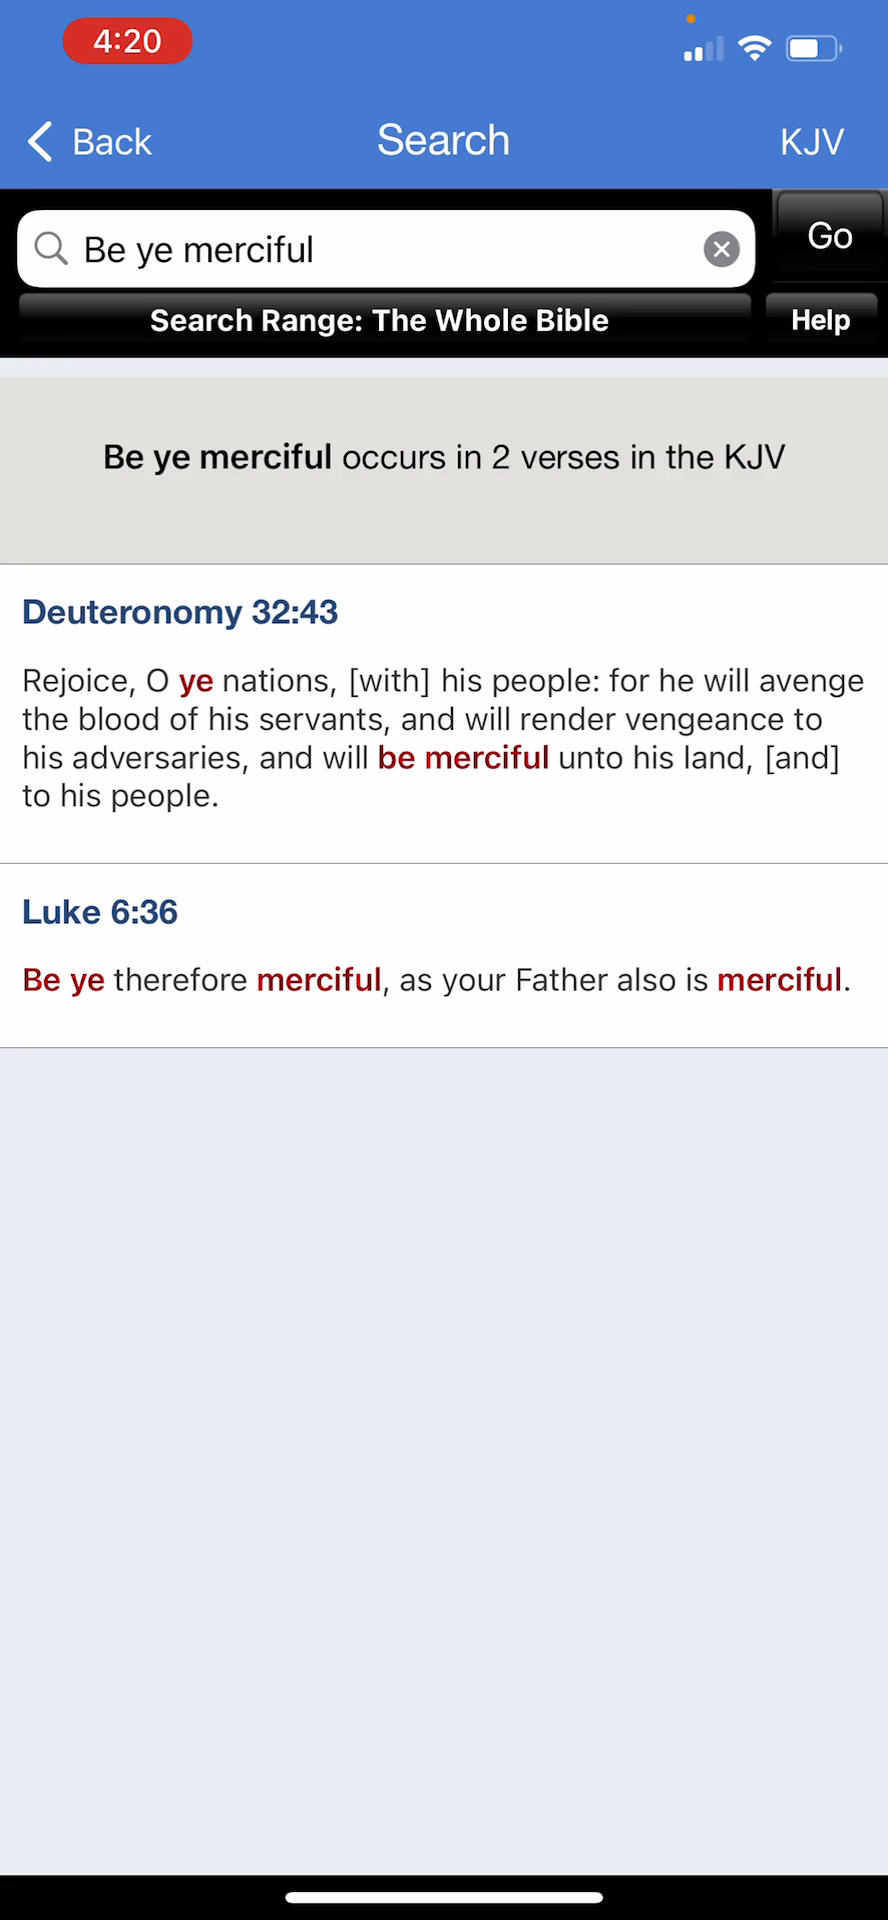 4:20
Back
Search
KJV
Be ye merciful
Go
Search Range: The Whole Bible
Help
Be ye merciful occurs in 2 verses in the KJV
Deuteronomy 32:43
Rejoice, O ye nations, [with] his people: for he will avenge
the blood of his servants, and will render vengeance to
his adversaries, and will be merciful unto his land, [and]
to his people.
Luke 6:36
Be ye therefore merciful, as your Father also is merciful.